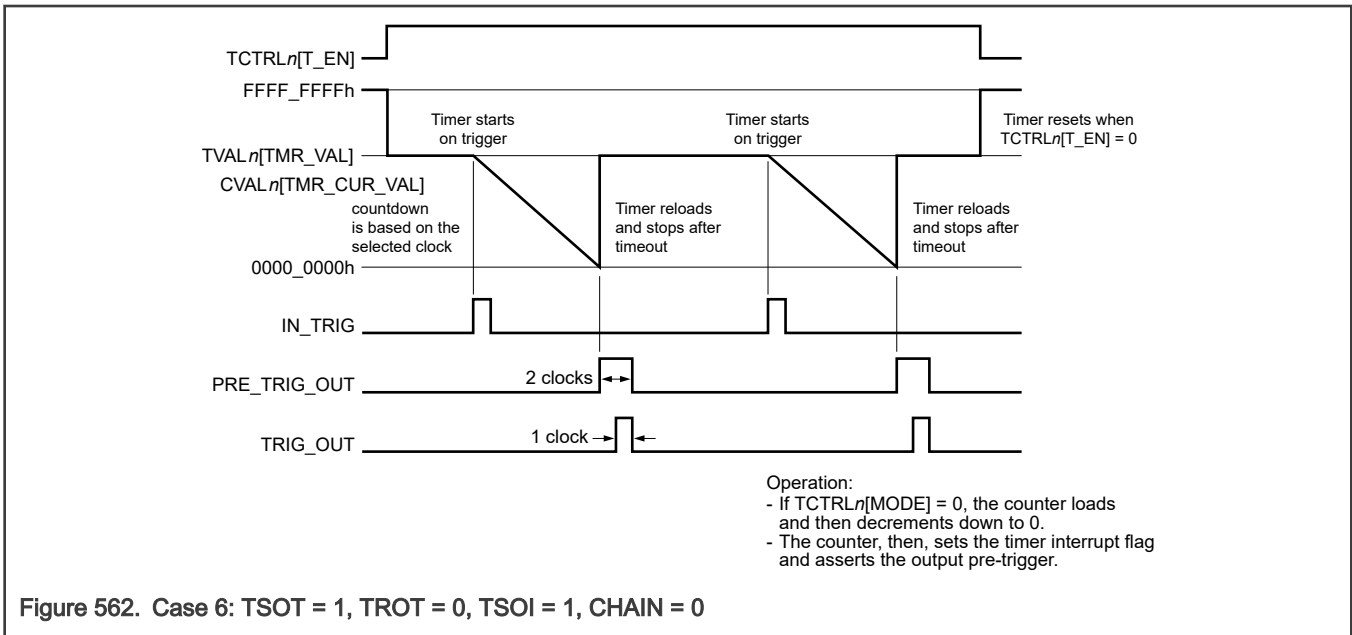 TCTRLn[T_EN]
FFFF_FFFFh
Timer starts
on trigger
Timer starts
on trigger
Timer resets when
TCTRLn[T_EN] = 0
TVALn[TMR_VAL]
CVALn[TMR_CUR_VAL]
countdown
is based on the
selected clock
Timer reloads
and stops after
timeout
Timer reloads
and stops after
timeout
0000_0000h
IN_TRIG
PRE_TRIG_OUT
2 clocks
TRIG_OUT
1 clock
Operation:
- If TCTRLn[MODE] = 0, the counter loads
and then decrements down to 0.
- The counter, then, sets the timer interrupt flag
and asserts the output pre-trigger.
Figure 562. Case 6: TSOT = 1, TROT = 0, TSOI = 1, CHAIN = 0